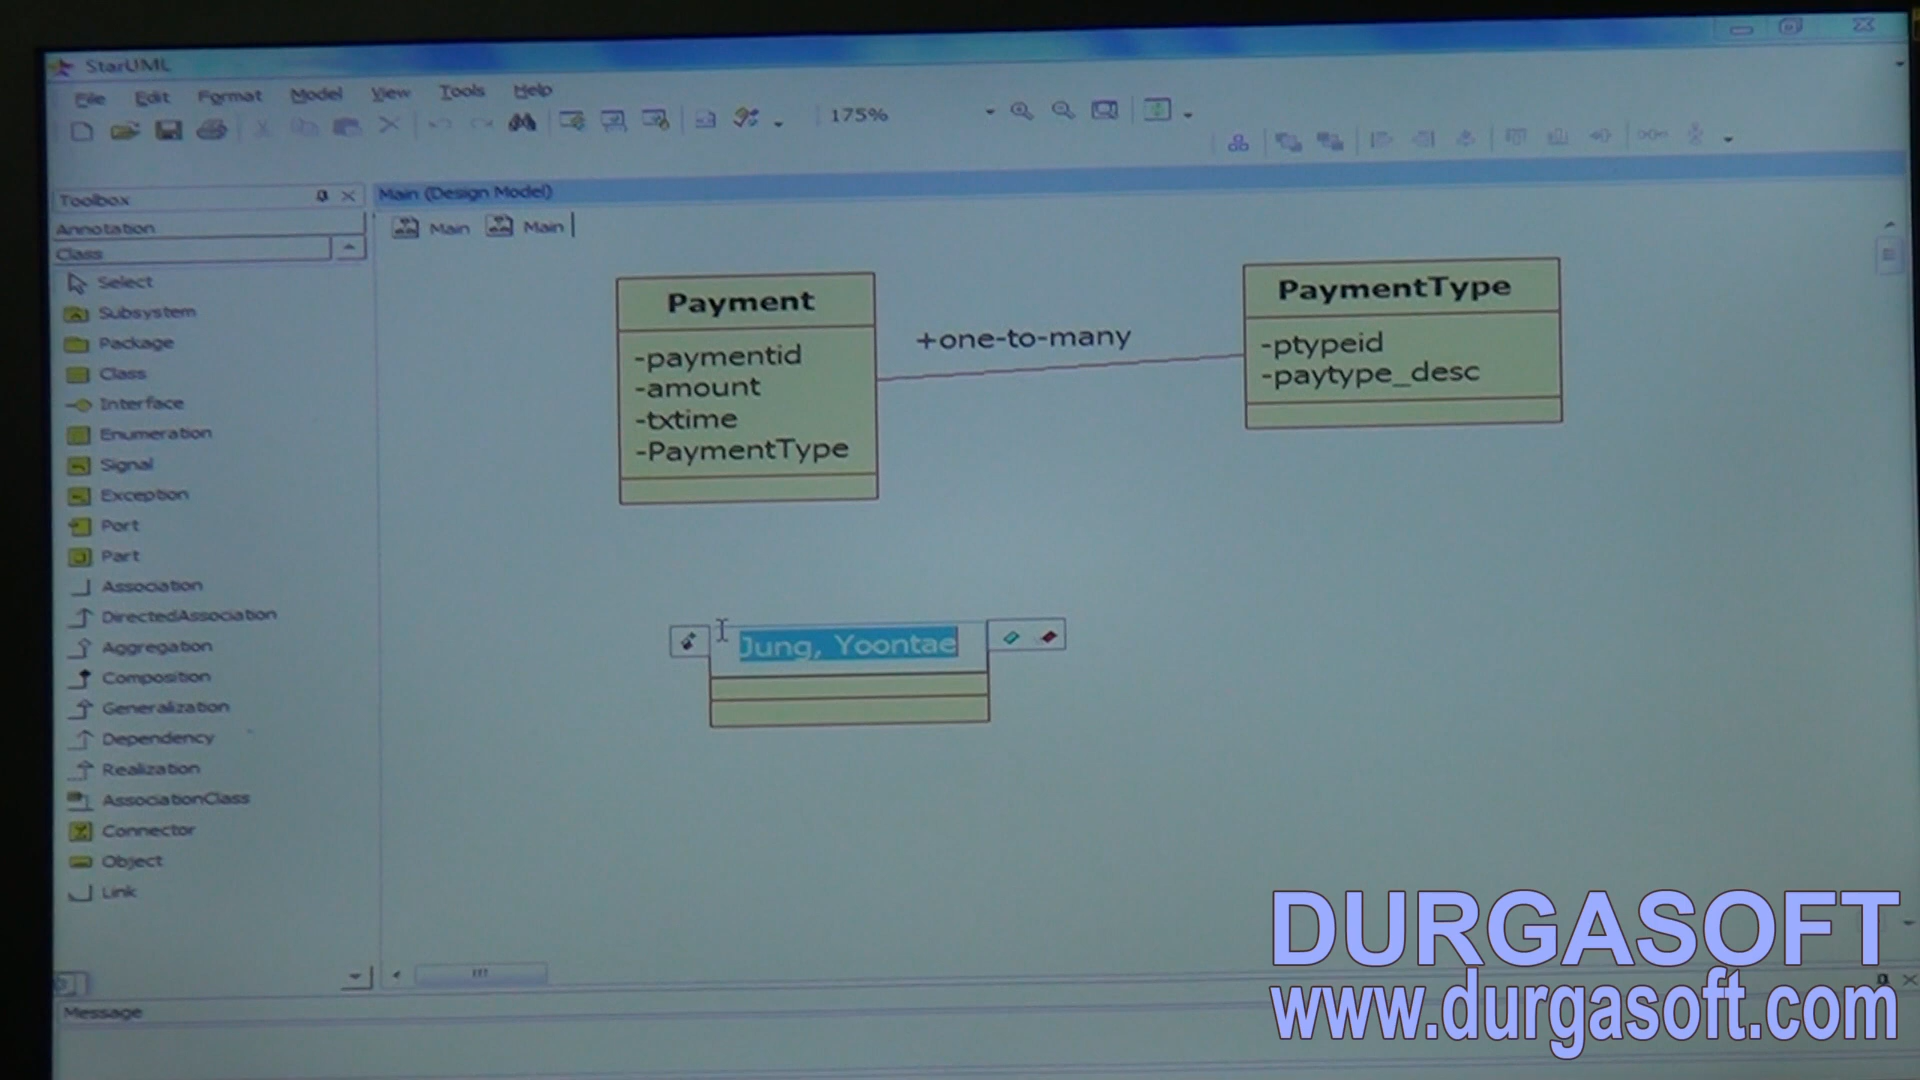 StarUML
File Edit Format Model View Tools Help
175%
Toolbox
Annotation
Class
Select
Subsystem
Package
Class
Interface
Enumeration
Signal
Exception
Port
Part
Association
DirectedAssociation
Aggregation
Composition
Generalization
Dependency
Realization
AssociationClass
Connector
Object
Link
Main (Design Model)
Main Main
Payment
-paymentid
-amount
-txtime
-PaymentType
+one-to-many
PaymentType
-ptypeid
-paytype_desc
Jung, Yoontae
Message
DURGASOFT
www.durgasoft.com